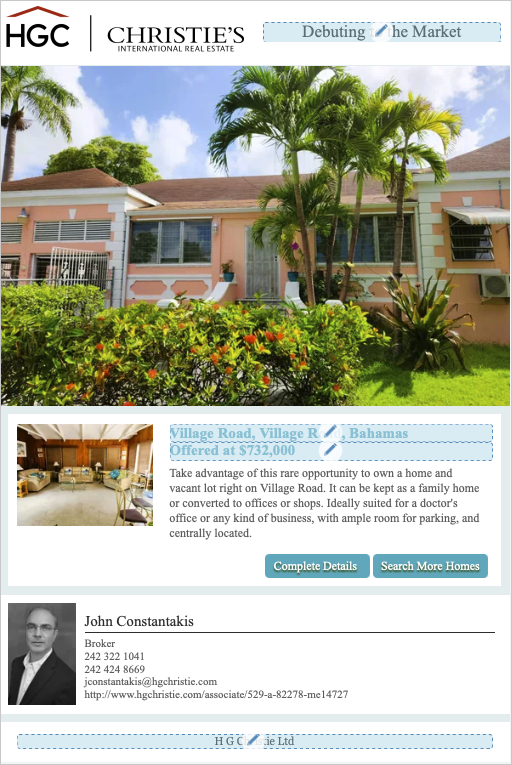 HGC
CHRISTIE'S
INTERNATIONAL REAL ESTATE
Debuting he Market
Village Road, Village R , Bahamas
Offered at $732,000
Take advantage of this rare opportunity to own a home and
vacant lot right on Village Road. It can be kept as a family home
or converted to offices or shops. Ideally suited for a doctor's
office or any kind of business, with ample room for parking, and
centrally located.
Complete Details
Search More Homes
John Constantakis
Broker
242 322 1041
242 424 8669
jconstantakis@hgchristie.com
http://www.hgchristie.com/associate/529-a-82278-me14727
H G C tie Ltd